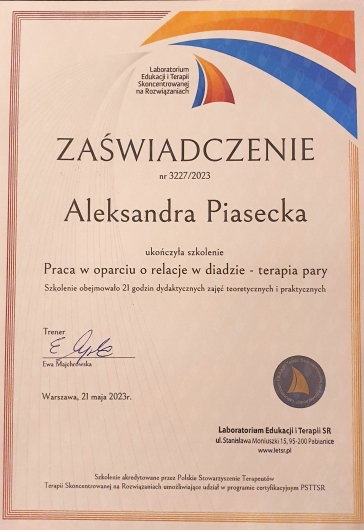 Laboratorium
Edukacji i Terapii
Skoncentrowanej
na Rozwiązaniach
ZAŚWIADCZENIE
nr 3227/2023
Aleksandra Piasecka
ukończyła szkolenie
Praca w oparciu o relacje w diadzie - terapia pary
Szkolenie obejmowało 21 godzin dydaktycznych zajęć teoretycznych i praktycznych
Trener
Ewa Majchrowska
Warszawa, 21 maja 2023r.
Laboratorium Edukacji i Terapii SR
ul. Stanisława Moniuszki 15, 95-200 Pabianice
www.letsr.pl
Szkolenie akredytowane przez Polskie Stowarzyszenie Terapeutów
Terapii Skoncentrowanej na Rozwiązaniach umożliwiające udział w programie certyfikacyjnym PSTTSR